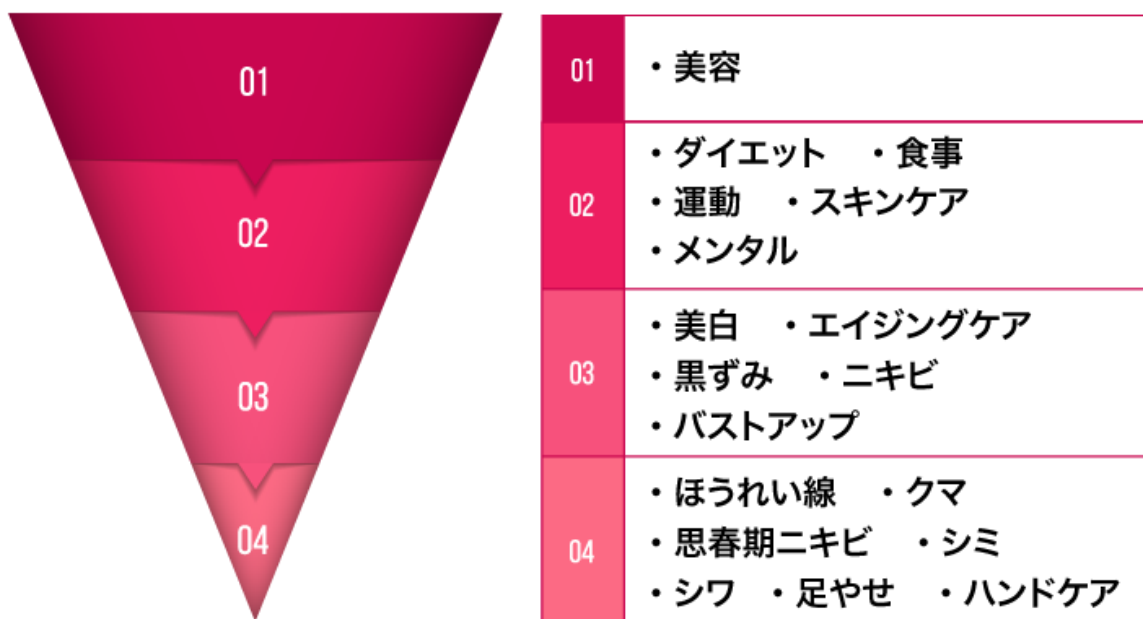 01
02
03
04
01
・美容
02
・ダイエット ・食事
・運動 ・スキンケア
・メンタル
03
・美白 ・エイジングケア
・黒ずみ ・ニキビ
・バストアップ
04
・ほうれい線 ・クマ
・思春期ニキビ ・シミ
・シワ ・足やせ ・ハンドケア